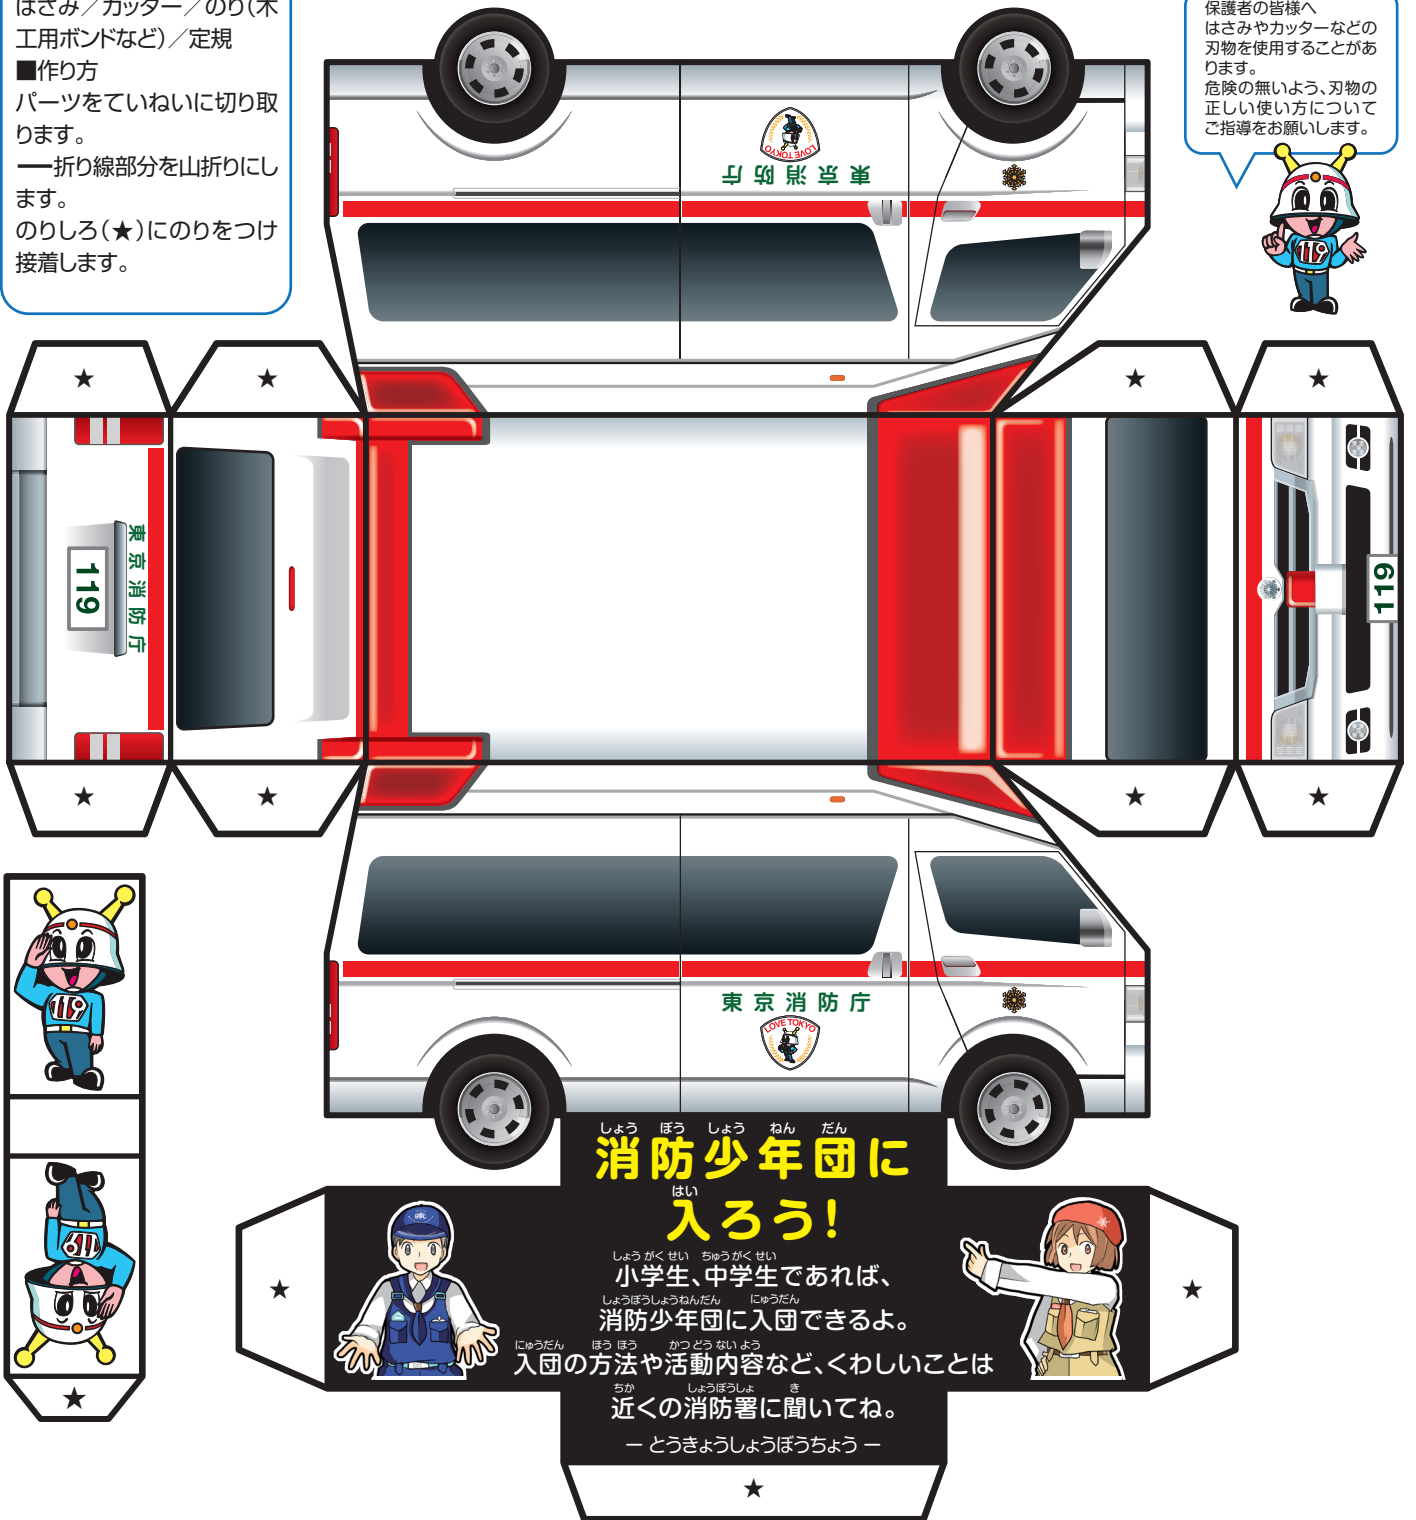 はさみ／カッター／のり（木
工用ボンドなど）／定規
■作り方
パーツをていねいに切り取
ります。
━折り線部分を山折りにし
ます。
のりしろ（★）にのりをつけ
接着します。
保護者の皆様へ
はさみやカッターなどの
刃物を使用することがあ
ります。
危険の無いよう、刃物の
正しい使い方について
ご指導をお願いします。
119
LOVE TOKYO
東京消防庁
★
★
★
★
東京消防庁
119
119
★
★
★
★
119
東京消防庁
LOVE TOKYO
119
★
しょう ぼう しょう ねん だん
消防少年団に
はい
入ろう！
しょうがくせい ちゅうがくせい
小学生、中学生であれば、
しょうぼうしょうねんだん にゅうだん
消防少年団に入団できるよ。
にゅうだん ほうほう かつどうないよう
入団の方法や活動内容など、くわしいことは
ちか しょうぼうしょ き
近くの消防署に聞いてね。
ー とうきょうしょうぼうちょう ー
★
★
★